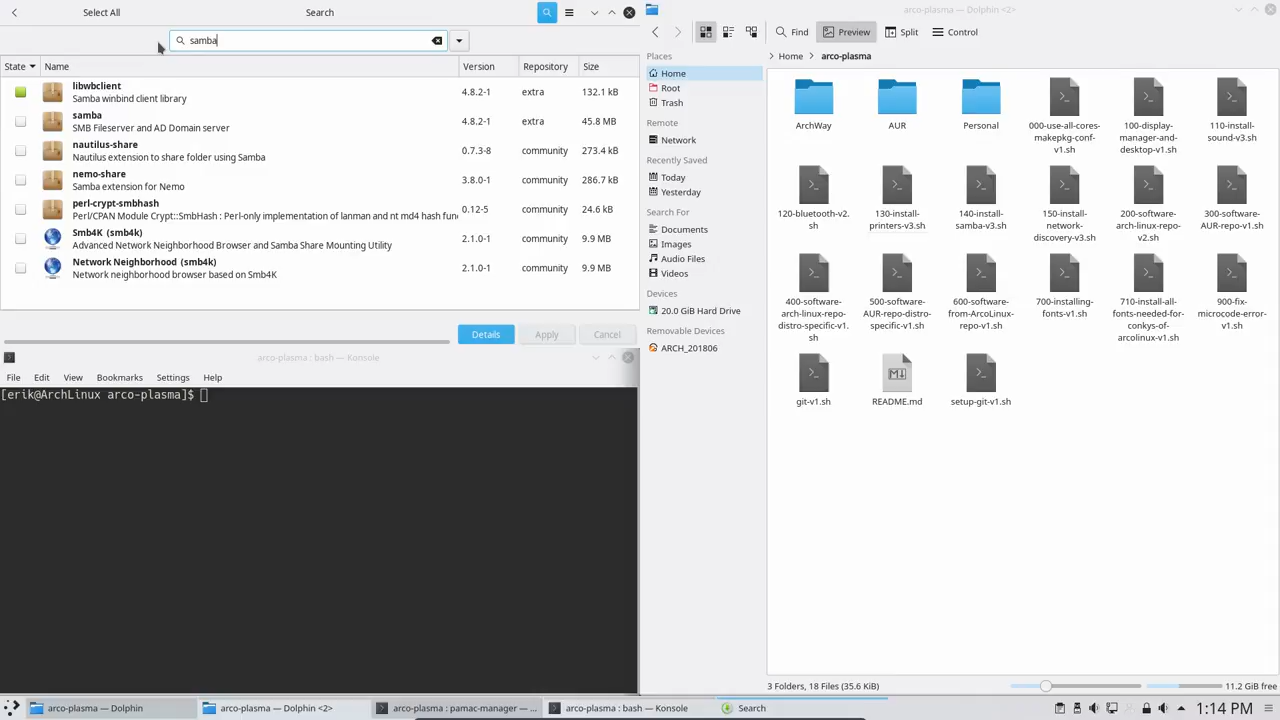 Select All
Search
samba
State
Name
Version
Repository
Size
libwbclient
Samba winbind client library
4.8.2-1
extra
132.1 kB
samba
SMB Fileserver and AD Domain server
4.8.2-1
extra
45.8 MB
nautilus-share
Nautilus extension to share folder using Samba
0.7.3-8
community
273.4 kB
nemo-share
Samba extension for Nemo
3.8.0-1
community
286.7 kB
perl-crypt-smbhash
Perl/CPAN Module Crypt::SmbHash : Perl-only implementation of lanman and nt md4 hash func
0.12-5
community
24.6 kB
Smb4K (smb4k)
Advanced Network Neighborhood Browser and Samba Share Mounting Utility
2.1.0-1
community
9.9 MB
Network Neighborhood (smb4k)
Network neighborhood browser based on Smb4K
2.1.0-1
community
9.9 MB
Details
Apply
Cancel
arco-plasma : bash — Konsole
File
Edit
View
Bookmarks
Settings
Help
[erik@ArchLinux arco-plasma]$
arco-plasma — Dolphin <2>
Find
Preview
Split
Control
Places
Home
Root
Trash
Remote
Network
Recently Saved
Today
Yesterday
Search For
Documents
Images
Audio Files
Videos
Devices
20.0 GiB Hard Drive
Removable Devices
ARCH_201806
Home
arco-plasma
ArchWay
AUR
Personal
000-use-all-cores-
makepkg-conf-
v1.sh
100-display-
manager-and-
desktop-v1.sh
110-install-
sound-v3.sh
120-bluetooth-v2.
sh
130-install-
printers-v3.sh
140-install-
samba-v3.sh
150-install-
network-
discovery-v3.sh
200-software-
arch-linux-repo-
v2.sh
300-software-
AUR-repo-v1.sh
400-software-
arch-linux-repo-
distro-specific-v1.
sh
500-software-
AUR-repo-distro-
specific-v1.sh
600-software-
from-ArcoLinux-
repo-v1.sh
700-installing-
fonts-v1.sh
710-install-all-
fonts-needed-for-
conkys-of-
arcolinux-v1.sh
900-fix-
microcode-error-
v1.sh
git-v1.sh
README.md
setup-git-v1.sh
3 Folders, 18 Files (35.6 KiB)
11.2 GiB free
arco-plasma — Dolphin
arco-plasma — Dolphin <2>
arco-plasma : pamac-manager — ...
arco-plasma : bash — Konsole
Search
1:14 PM